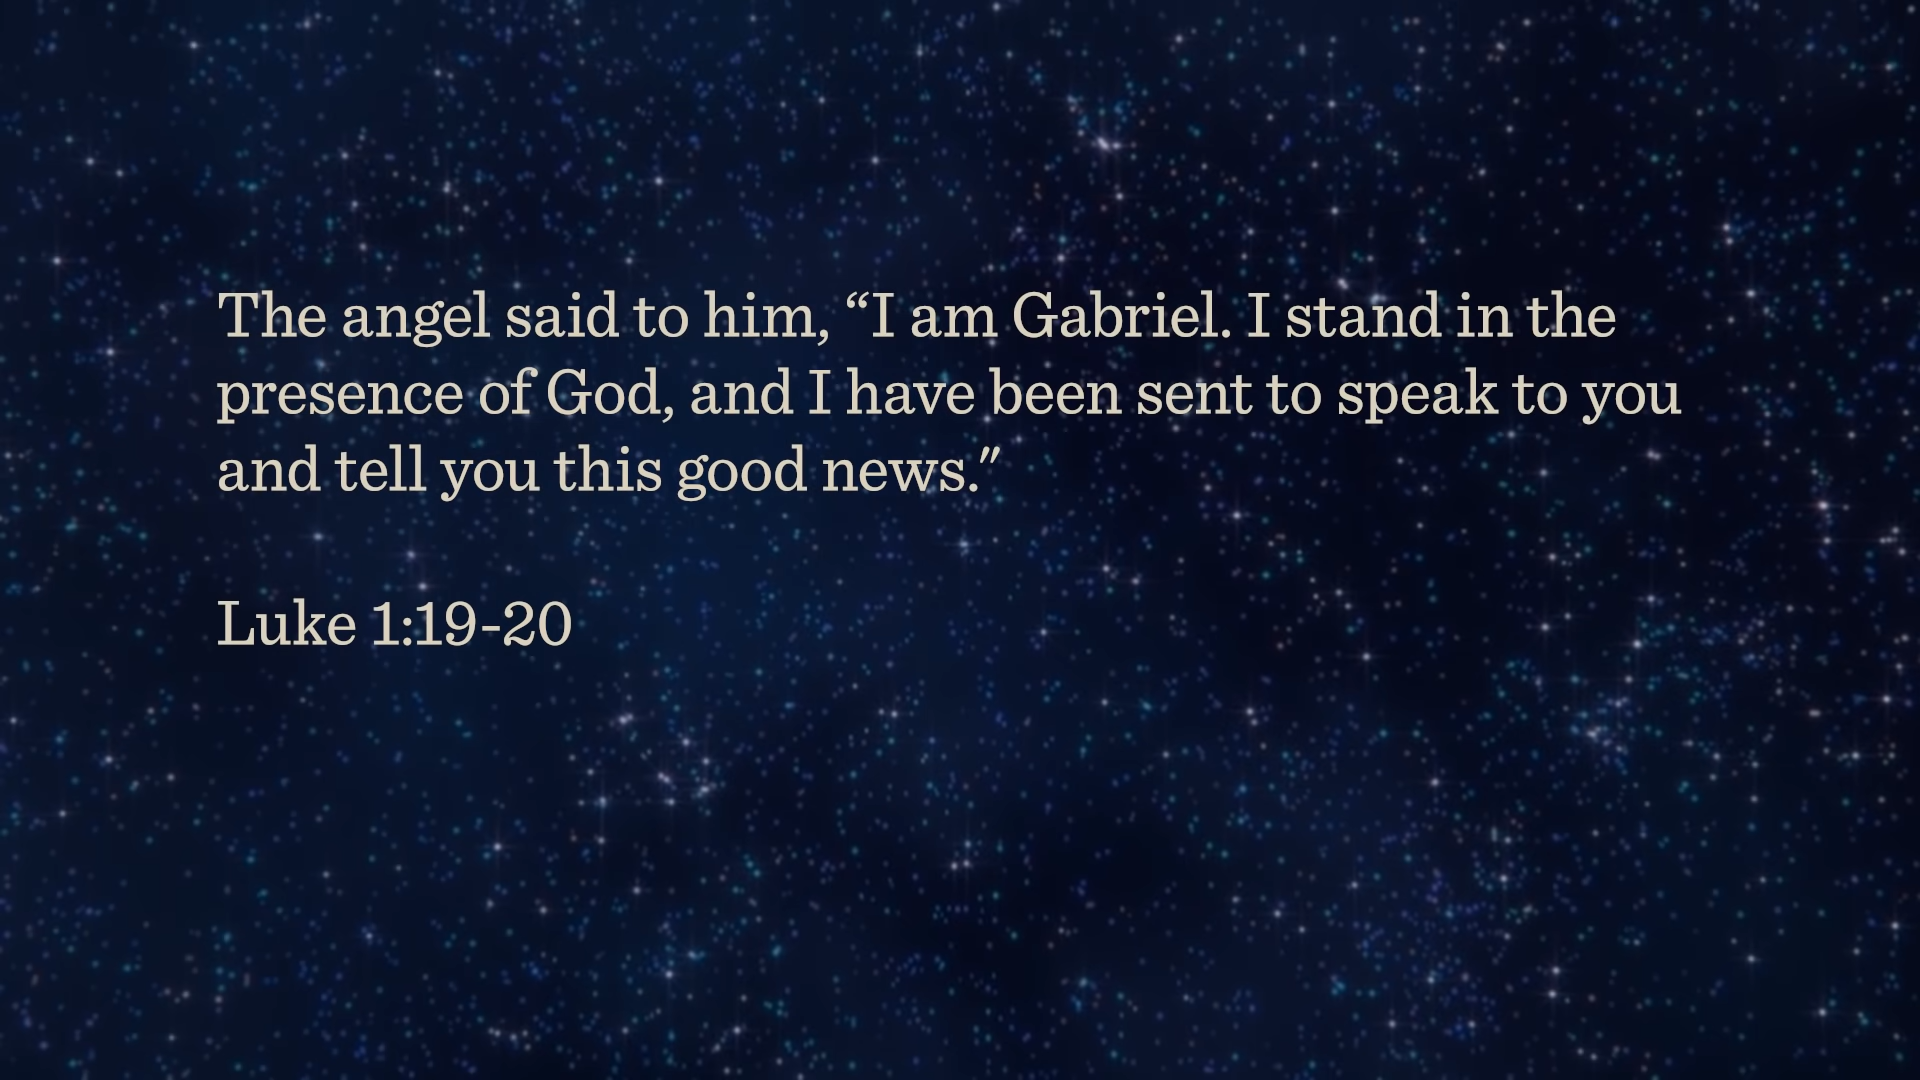 The angel said to him, “I am Gabriel. I stand in the
presence of God, and I have been sent to speak to you
and tell you this good news."
Luke 1:19-20